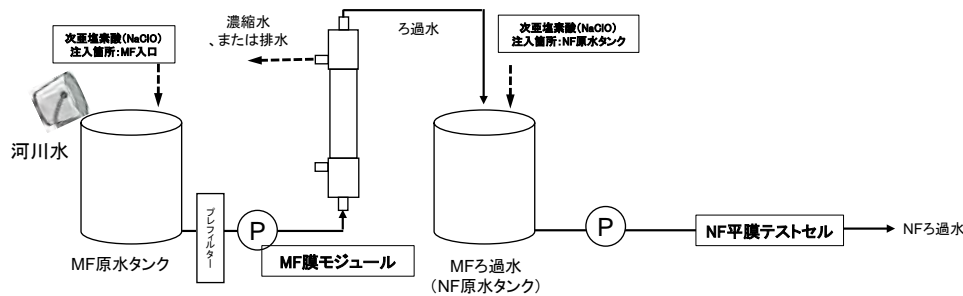 次亜塩素酸(NaClO)
注入箇所:MF入口
濃縮水
、または排水
ろ過水
次亜塩素酸(NaClO)
注入箇所:NF原水タンク
河川水
プレフィルター
P
MF原水タンク
MF膜モジュール
P
MFろ過水
(NF原水タンク)
NF平膜テストセル
NFろ過水